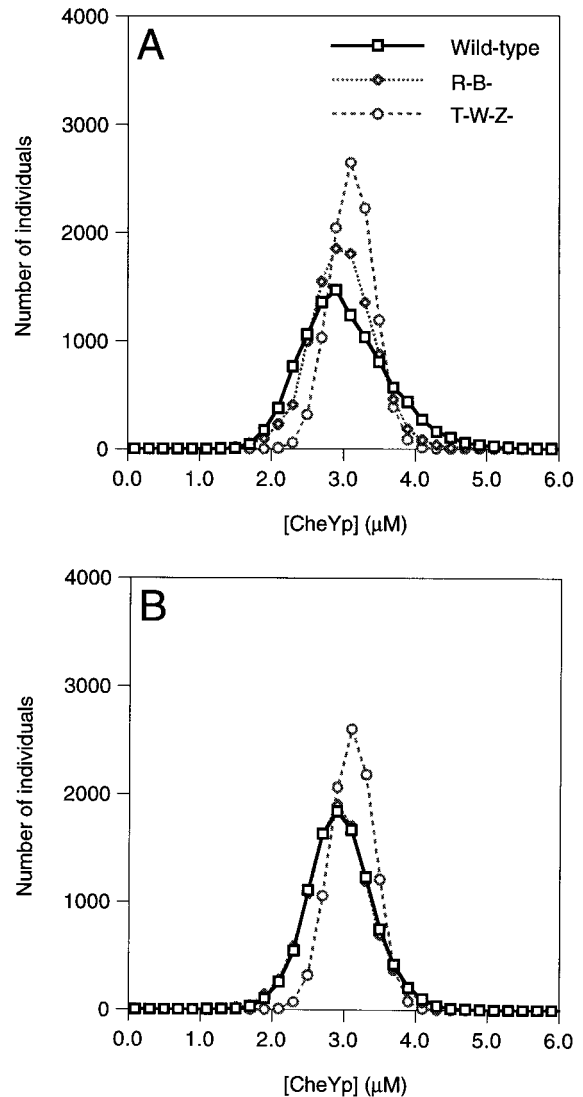 A
Wild-type
R-B-
T-W-Z-
4000
3000
2000
1000
0
Number of individuals
0.0 1.0 2.0 3.0 4.0 5.0 6.0
[CheYp] (μM)
B
4000
3000
2000
1000
0
Number of individuals
0.0 1.0 2.0 3.0 4.0 5.0 6.0
[CheYp] (μM)